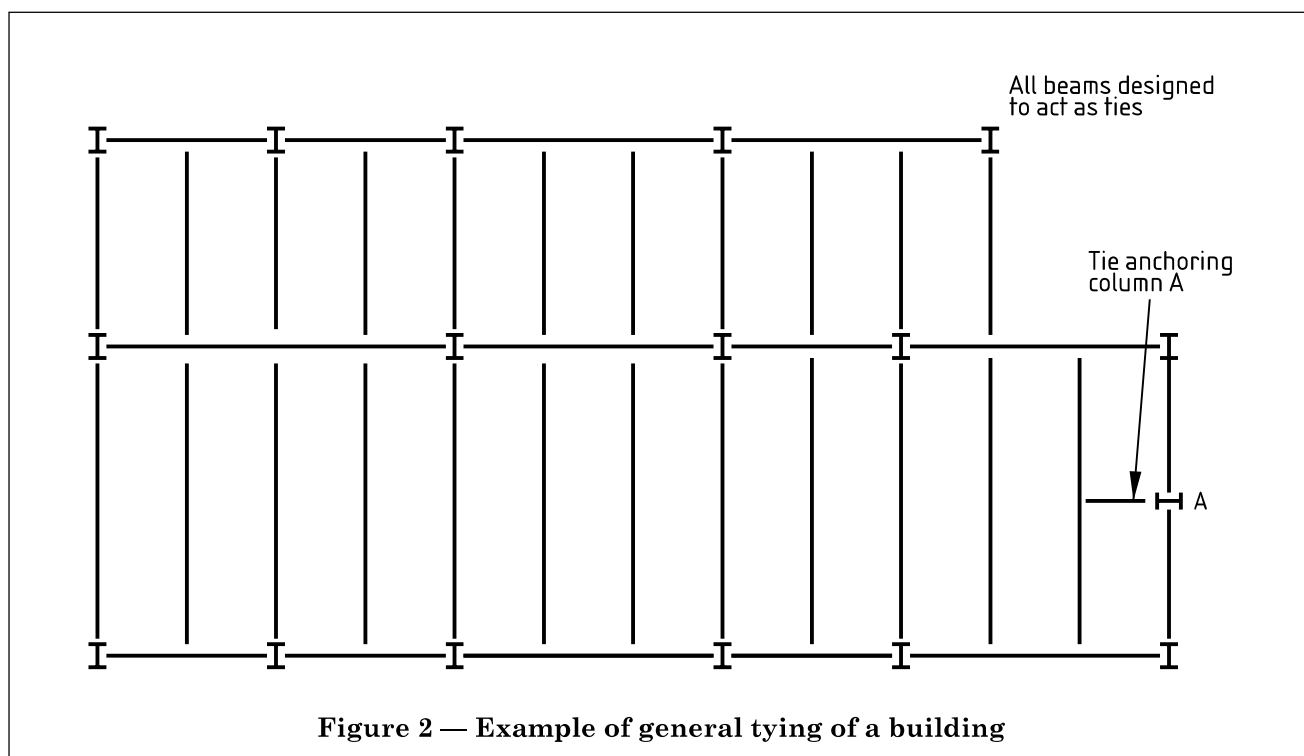 All beams designed
to act as ties
Tie anchoring
column A
A
Figure 2 — Example of general tying of a building